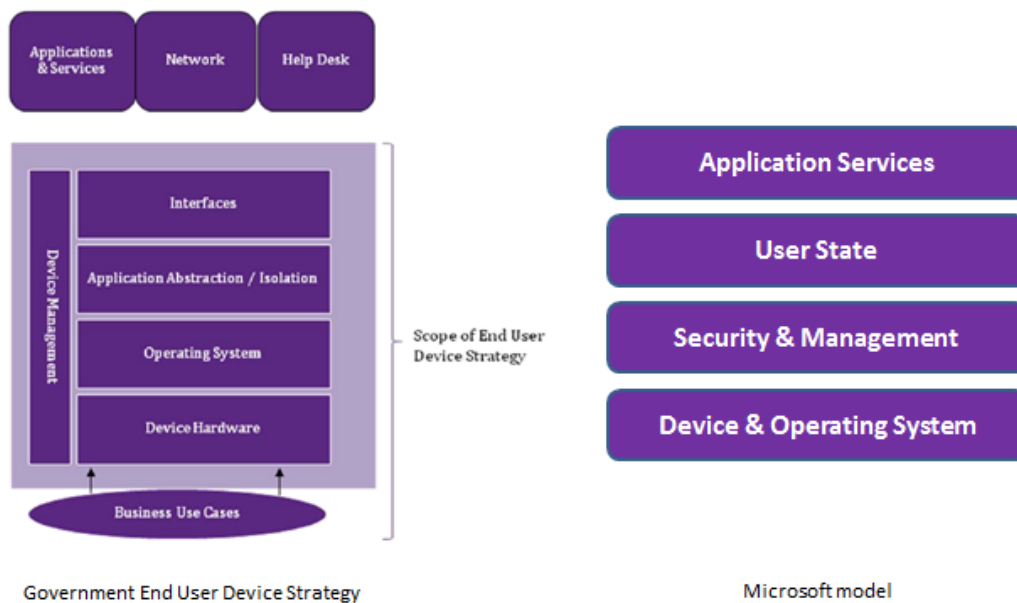 Applications
& Services
Network
Help Desk
Device Management
Interfaces
Application Abstraction / Isolation
Operating System
Device Hardware
Business Use Cases
Scope of End User
Device Strategy
Government End User Device Strategy
Application Services
User State
Security & Management
Device & Operating System
Microsoft model